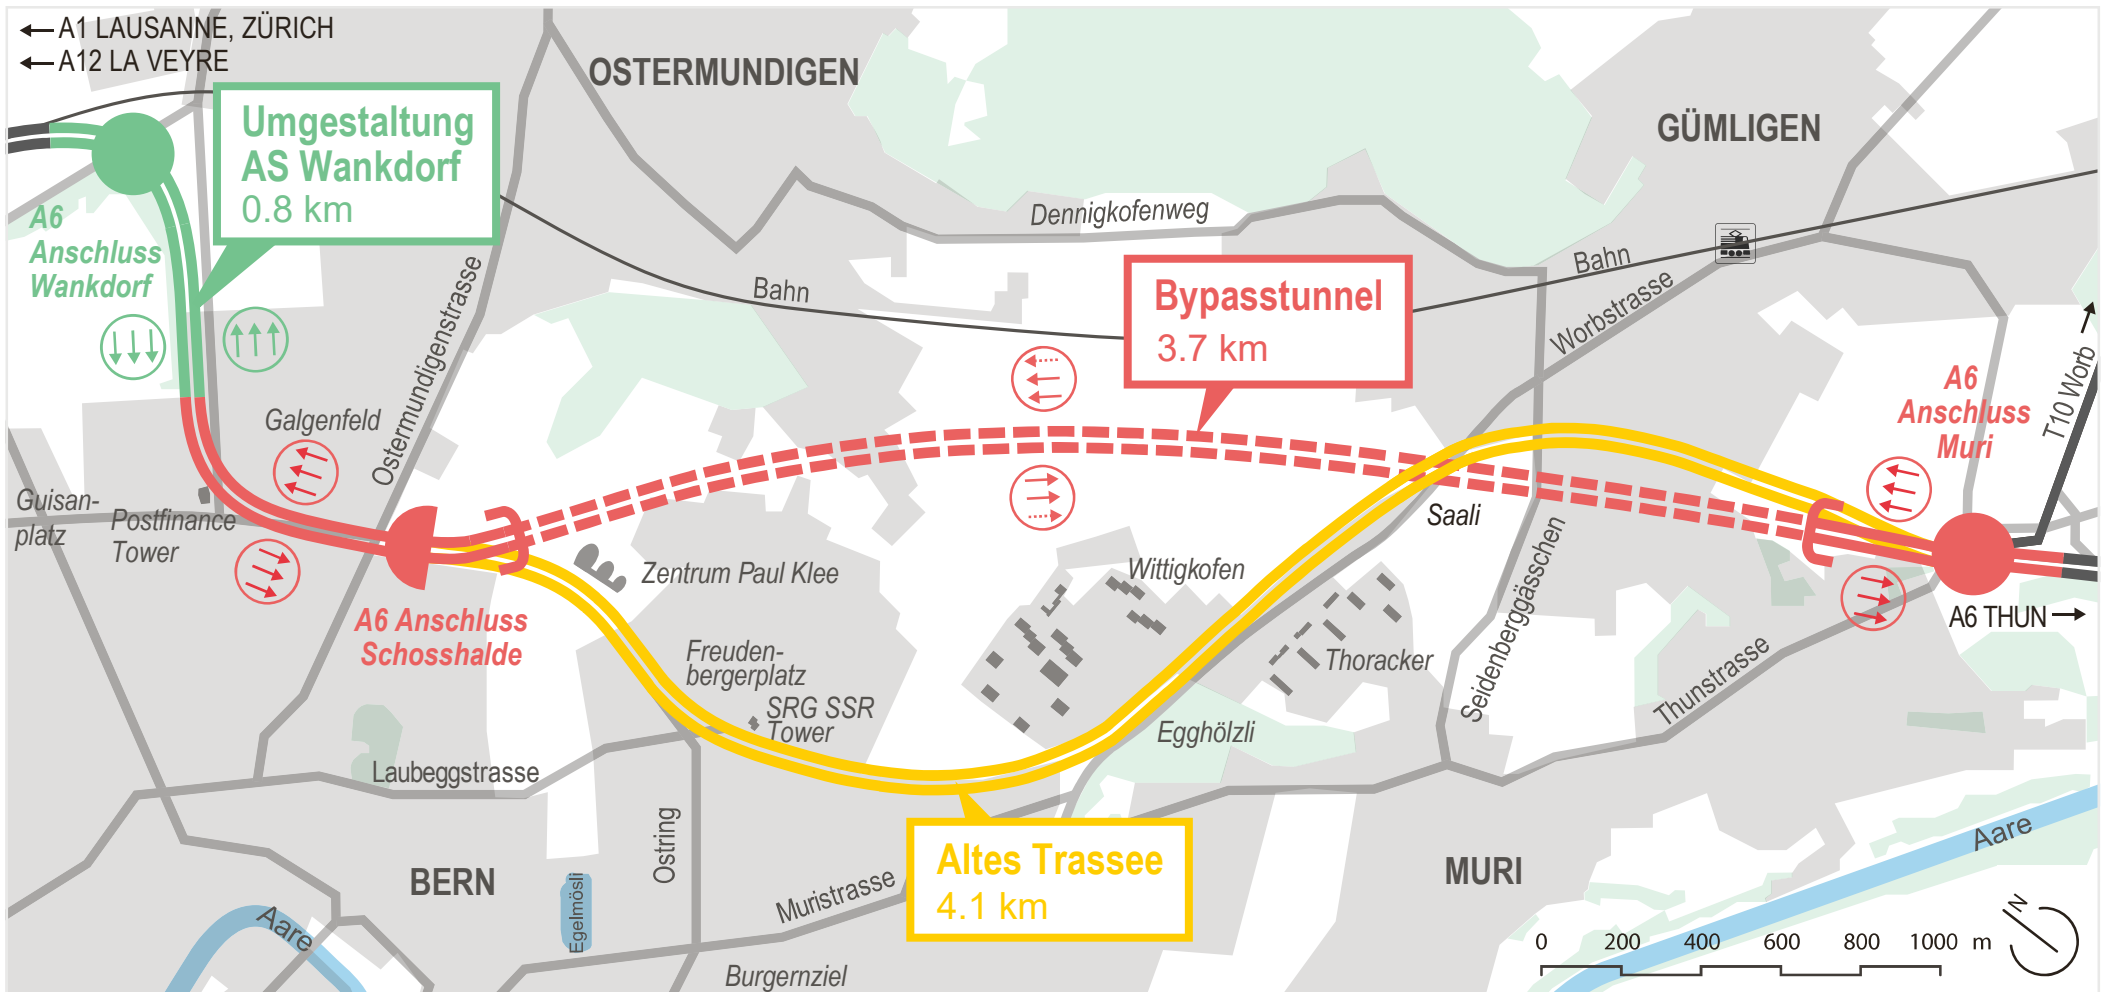 A1 LAUSANNE, ZÜRICH
A12 LA VEYRE
OSTERMUNDIGEN
GÜMLIGEN
Umgestaltung
AS Wankdorf
0.8 km
A6
Anschluss
Wankdorf
Dennigkofenweg
Bahn
Bahn
Worbstrasse
Ostermundigenstrasse
Bypasstunnel
3.7 km
T10 Worb
A6
Anschluss
Muri
Galgenfeld
Guisan-
platz
Postfinance
Tower
Saali
Zentrum Paul Klee
Wittigkofen
A6 Anschluss
Schosshalde
A6 THUN
Freuden-
bergerplatz
Thoracker
Seidenberggässchen
Thunstrasse
SRG SSR
Tower
Egghölzli
Laubeggstrasse
Ostring
Altes Trassee
4.1 km
BERN
Egelmösli
Muristrasse
MURI
Aare
Aare
Burgernziel
N
0 200 400 600 800 1000 m